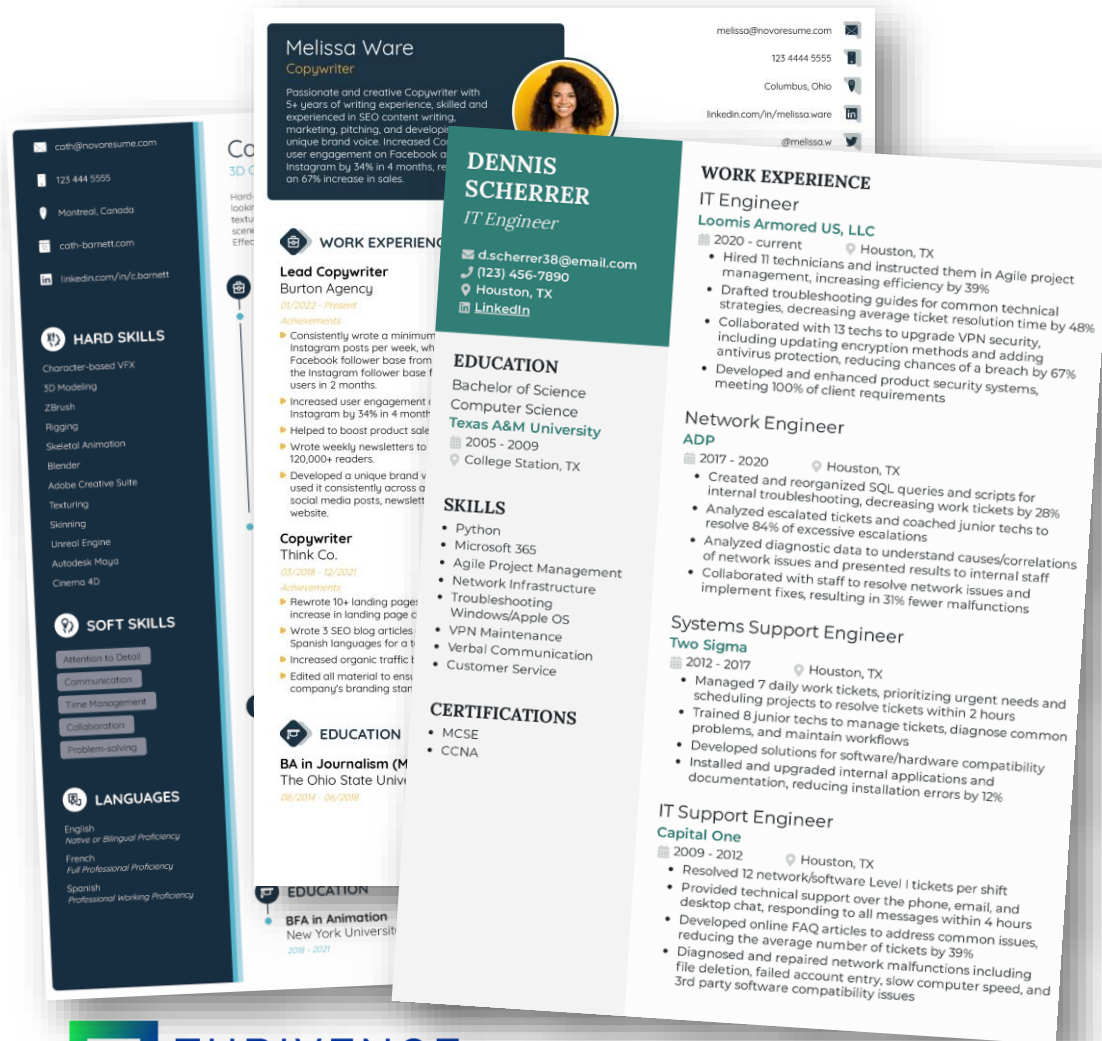 cath@novoresume.com
123 444 5555
Montreal, Canada
cath-barnett.com
linkedin.com/in/c.barnett
HARD SKILLS
Character-based VFX
3D Modeling
ZBrush
Rigging
Skeletal Animation
Blender
Adobe Creative Suite
Texturing
Skinning
Unreal Engine
Autodesk Maya
Cinema 4D
SOFT SKILLS
Attention to Detail
Communication
Time Management
Collaboration
Problem-solving
LANGUAGES
English
Native or Bilingual Proficiency
French
Full Professional Proficiency
Spanish
Professional Working Proficiency
EDUCATION
BFA in Animation
New York
2018 - 2021
Melissa Ware
Copywriter
Passionate and creative Copywriter with
5+ years of writing experience, skilled and
experienced in SEO content writing,
marketing, pitching, and
unique brand voice. Increased
user engagement on Facebook
Instagram by 34% in 4 months,
an 67% increase in sales.
melissa@novoresume.com
123 4444 5555
Columbus, Ohio
linkedin.com/in/melissa.ware
@melissa.w
WORK
Lead Copywriter
Burton Agency
01/2022 - Present
Achievements
Consistently wrote a minimum
Instagram posts per week,
Facebook follower base from
the Instagram follower base
users in 2 months.
Increased user engagement
Instagram by 34% in 4
Helped to boost product
Wrote weekly newsletters to
120,000+ readers.
Developed a unique brand
used it consistently across
social media posts,
website.
Copywriter
Think Co.
03/2018 - 12/2021
Achievements
Rewrote 10+ landing
increase in landing page
Wrote 3 SEO blog articles
Spanish languages for a
Increased organic traffic
Edited all material to
company's branding
EDUCATION
BA in Journalism
The Ohio State
08/2014 - 06/2018
DENNIS
SCHERRER
IT Engineer
d.scherrer38@email.com
(123) 456-7890
Houston, TX
LinkedIn
EDUCATION
Bachelor of Science
Computer Science
Texas A&M University
2005 - 2009
College Station, TX
SKILLS
• Python
• Microsoft 365
• Agile Project Management
• Network Infrastructure
• Troubleshooting
Windows/Apple OS
• VPN Maintenance
• Verbal Communication
• Customer Service
CERTIFICATIONS
• MCSE
• CCNA
WORK EXPERIENCE
IT Engineer
Loomis Armored US, LLC
2020 - current Houston, TX
• Hired 11 technicians and instructed them in Agile project
management, increasing efficiency by 39%
• Drafted troubleshooting guides for common technical
strategies, decreasing average ticket resolution time by 48%
• Collaborated with 13 techs to upgrade VPN security,
including updating encryption methods and adding
antivirus protection, reducing chances of a breach by 67%
• Developed and enhanced product security systems,
meeting 100% of client requirements
Network Engineer
ADP
2017 - 2020 Houston, TX
• Created and reorganized SQL queries and scripts for
internal troubleshooting, decreasing work tickets by 28%
• Analyzed escalated tickets and coached junior techs to
resolve 84% of excessive escalations
• Analyzed diagnostic data to understand causes/correlations
of network issues and presented results to internal staff
• Collaborated with staff to resolve network issues and
implement fixes, resulting in 31% fewer malfunctions
Systems Support Engineer
Two Sigma
2012 - 2017 Houston, TX
• Managed 7 daily work tickets, prioritizing urgent needs and
scheduling projects to resolve tickets within 2 hours
• Trained 8 junior techs to manage tickets, diagnose common
problems, and maintain workflows
• Developed solutions for software/hardware compatibility
• Installed and upgraded internal applications and
documentation, reducing installation errors by 12%
IT Support Engineer
Capital One
2009 - 2012 Houston, TX
• Resolved 12 network/software Level I tickets per shift
• Provided technical support over the phone, email, and
desktop chat, responding to all messages within 4 hours
• Developed online FAQ articles to address common issues,
reducing the average number of tickets by 39%
• Diagnosed and repaired network malfunctions including
file deletion, failed account entry, slow computer speed, and
3rd party software compatibility issues